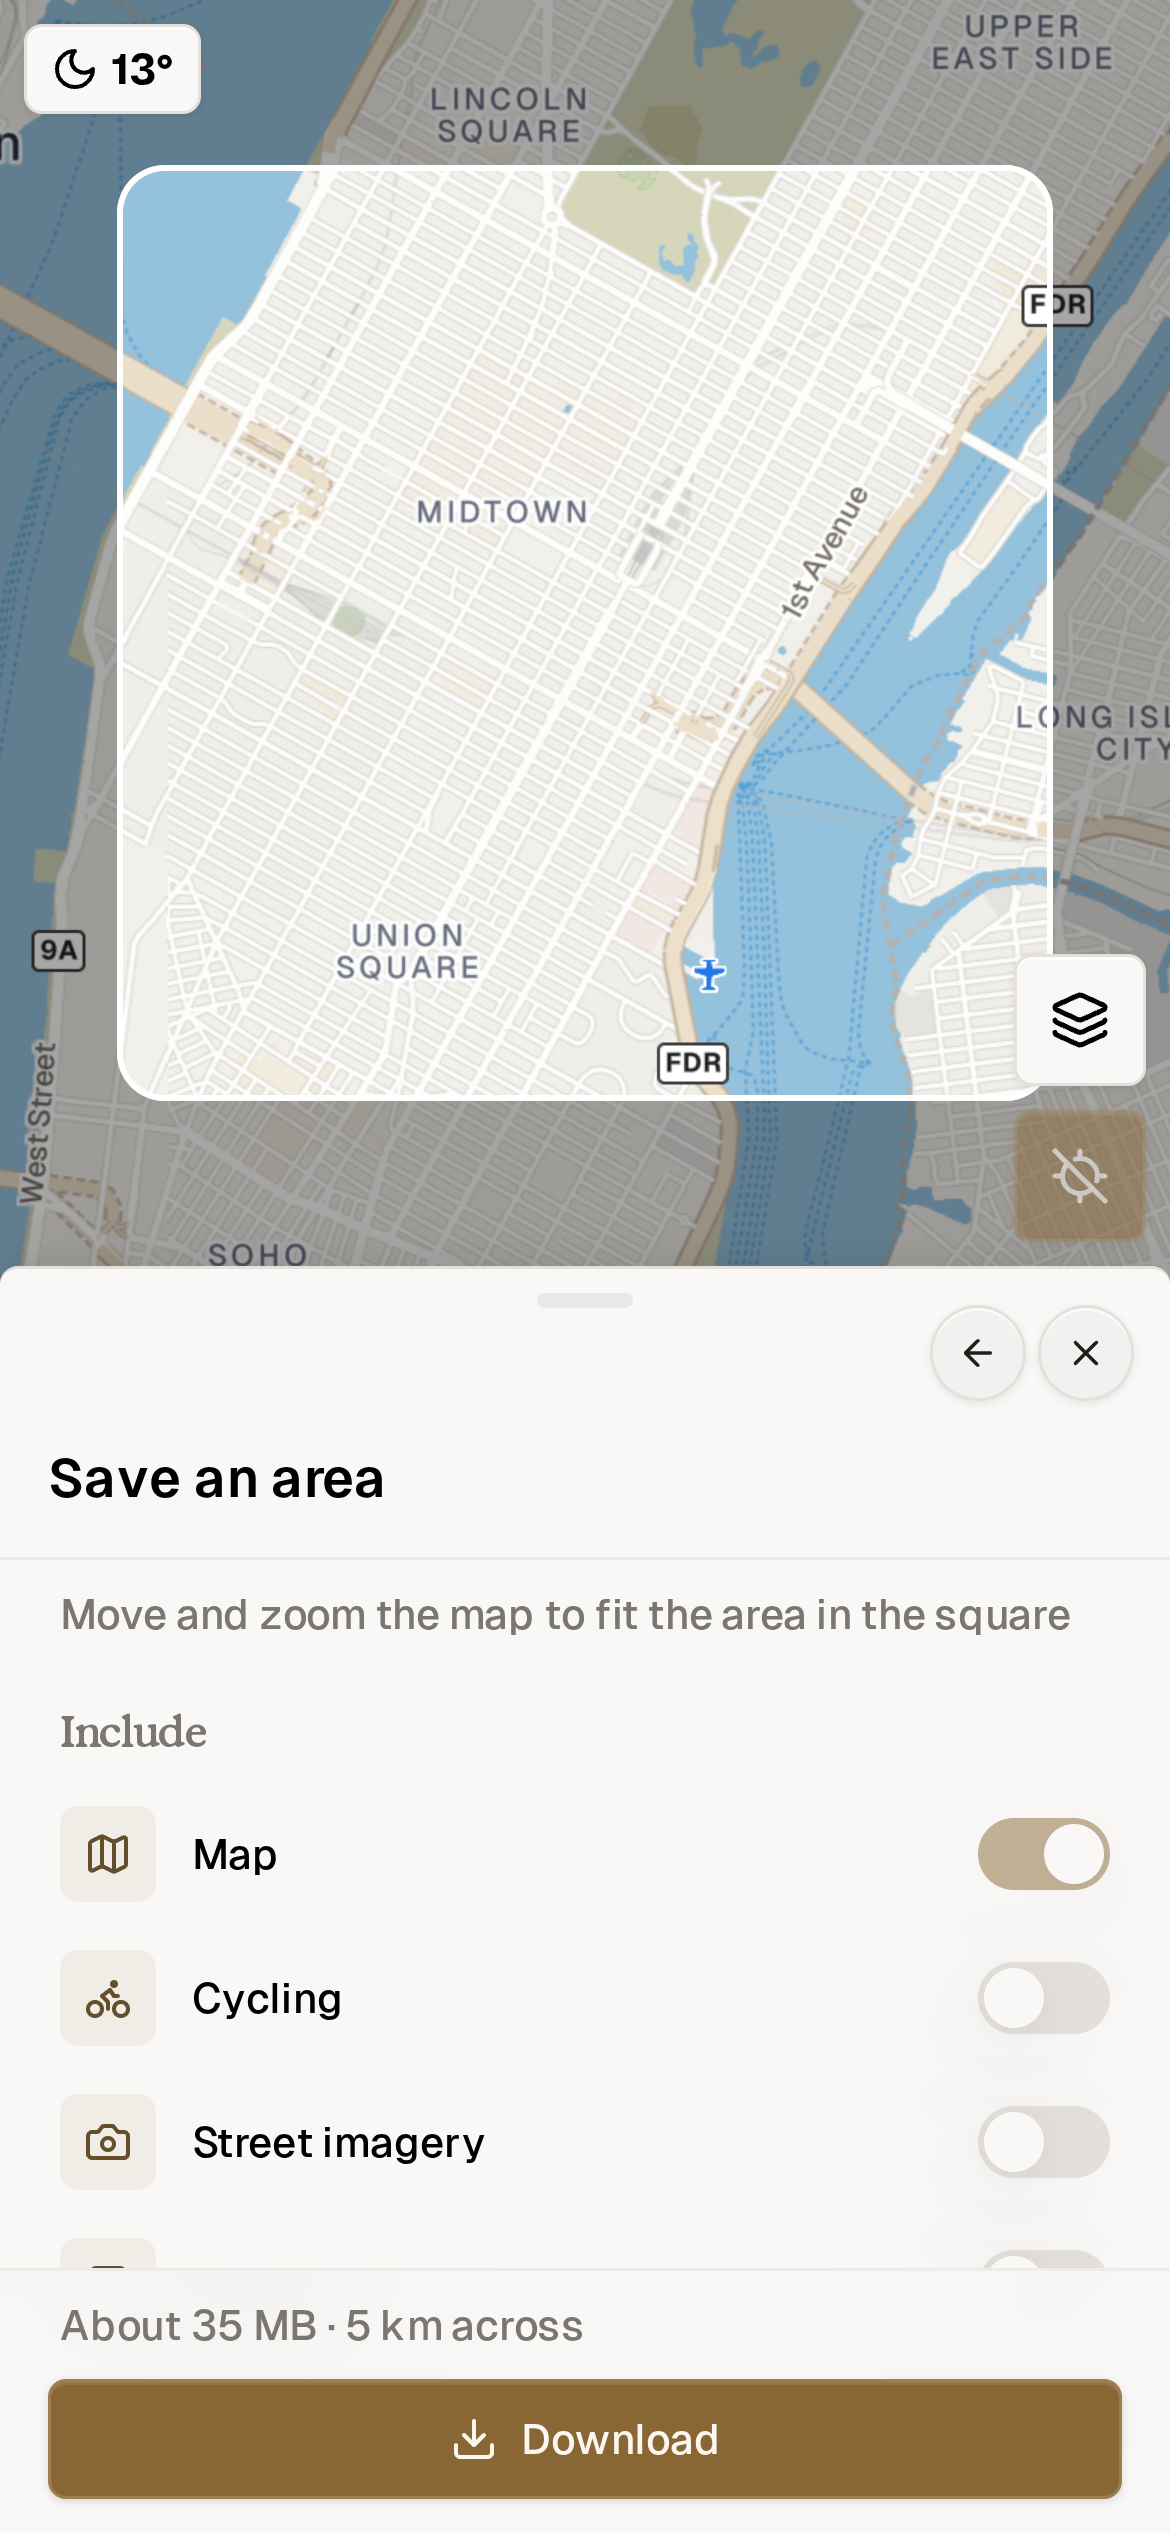 13°
UPPER
EAST SIDE
LINCOLN
SQUARE
n
FDR
MIDTOWN
1st Avenue
LONG ISL
CITY
UNION
SQUARE
9A
FDR
West Street
SOHO
Save an area
Move and zoom the map to fit the area in the square
Include
Map
Cycling
Street imagery
About 35 MB · 5 km across
Download